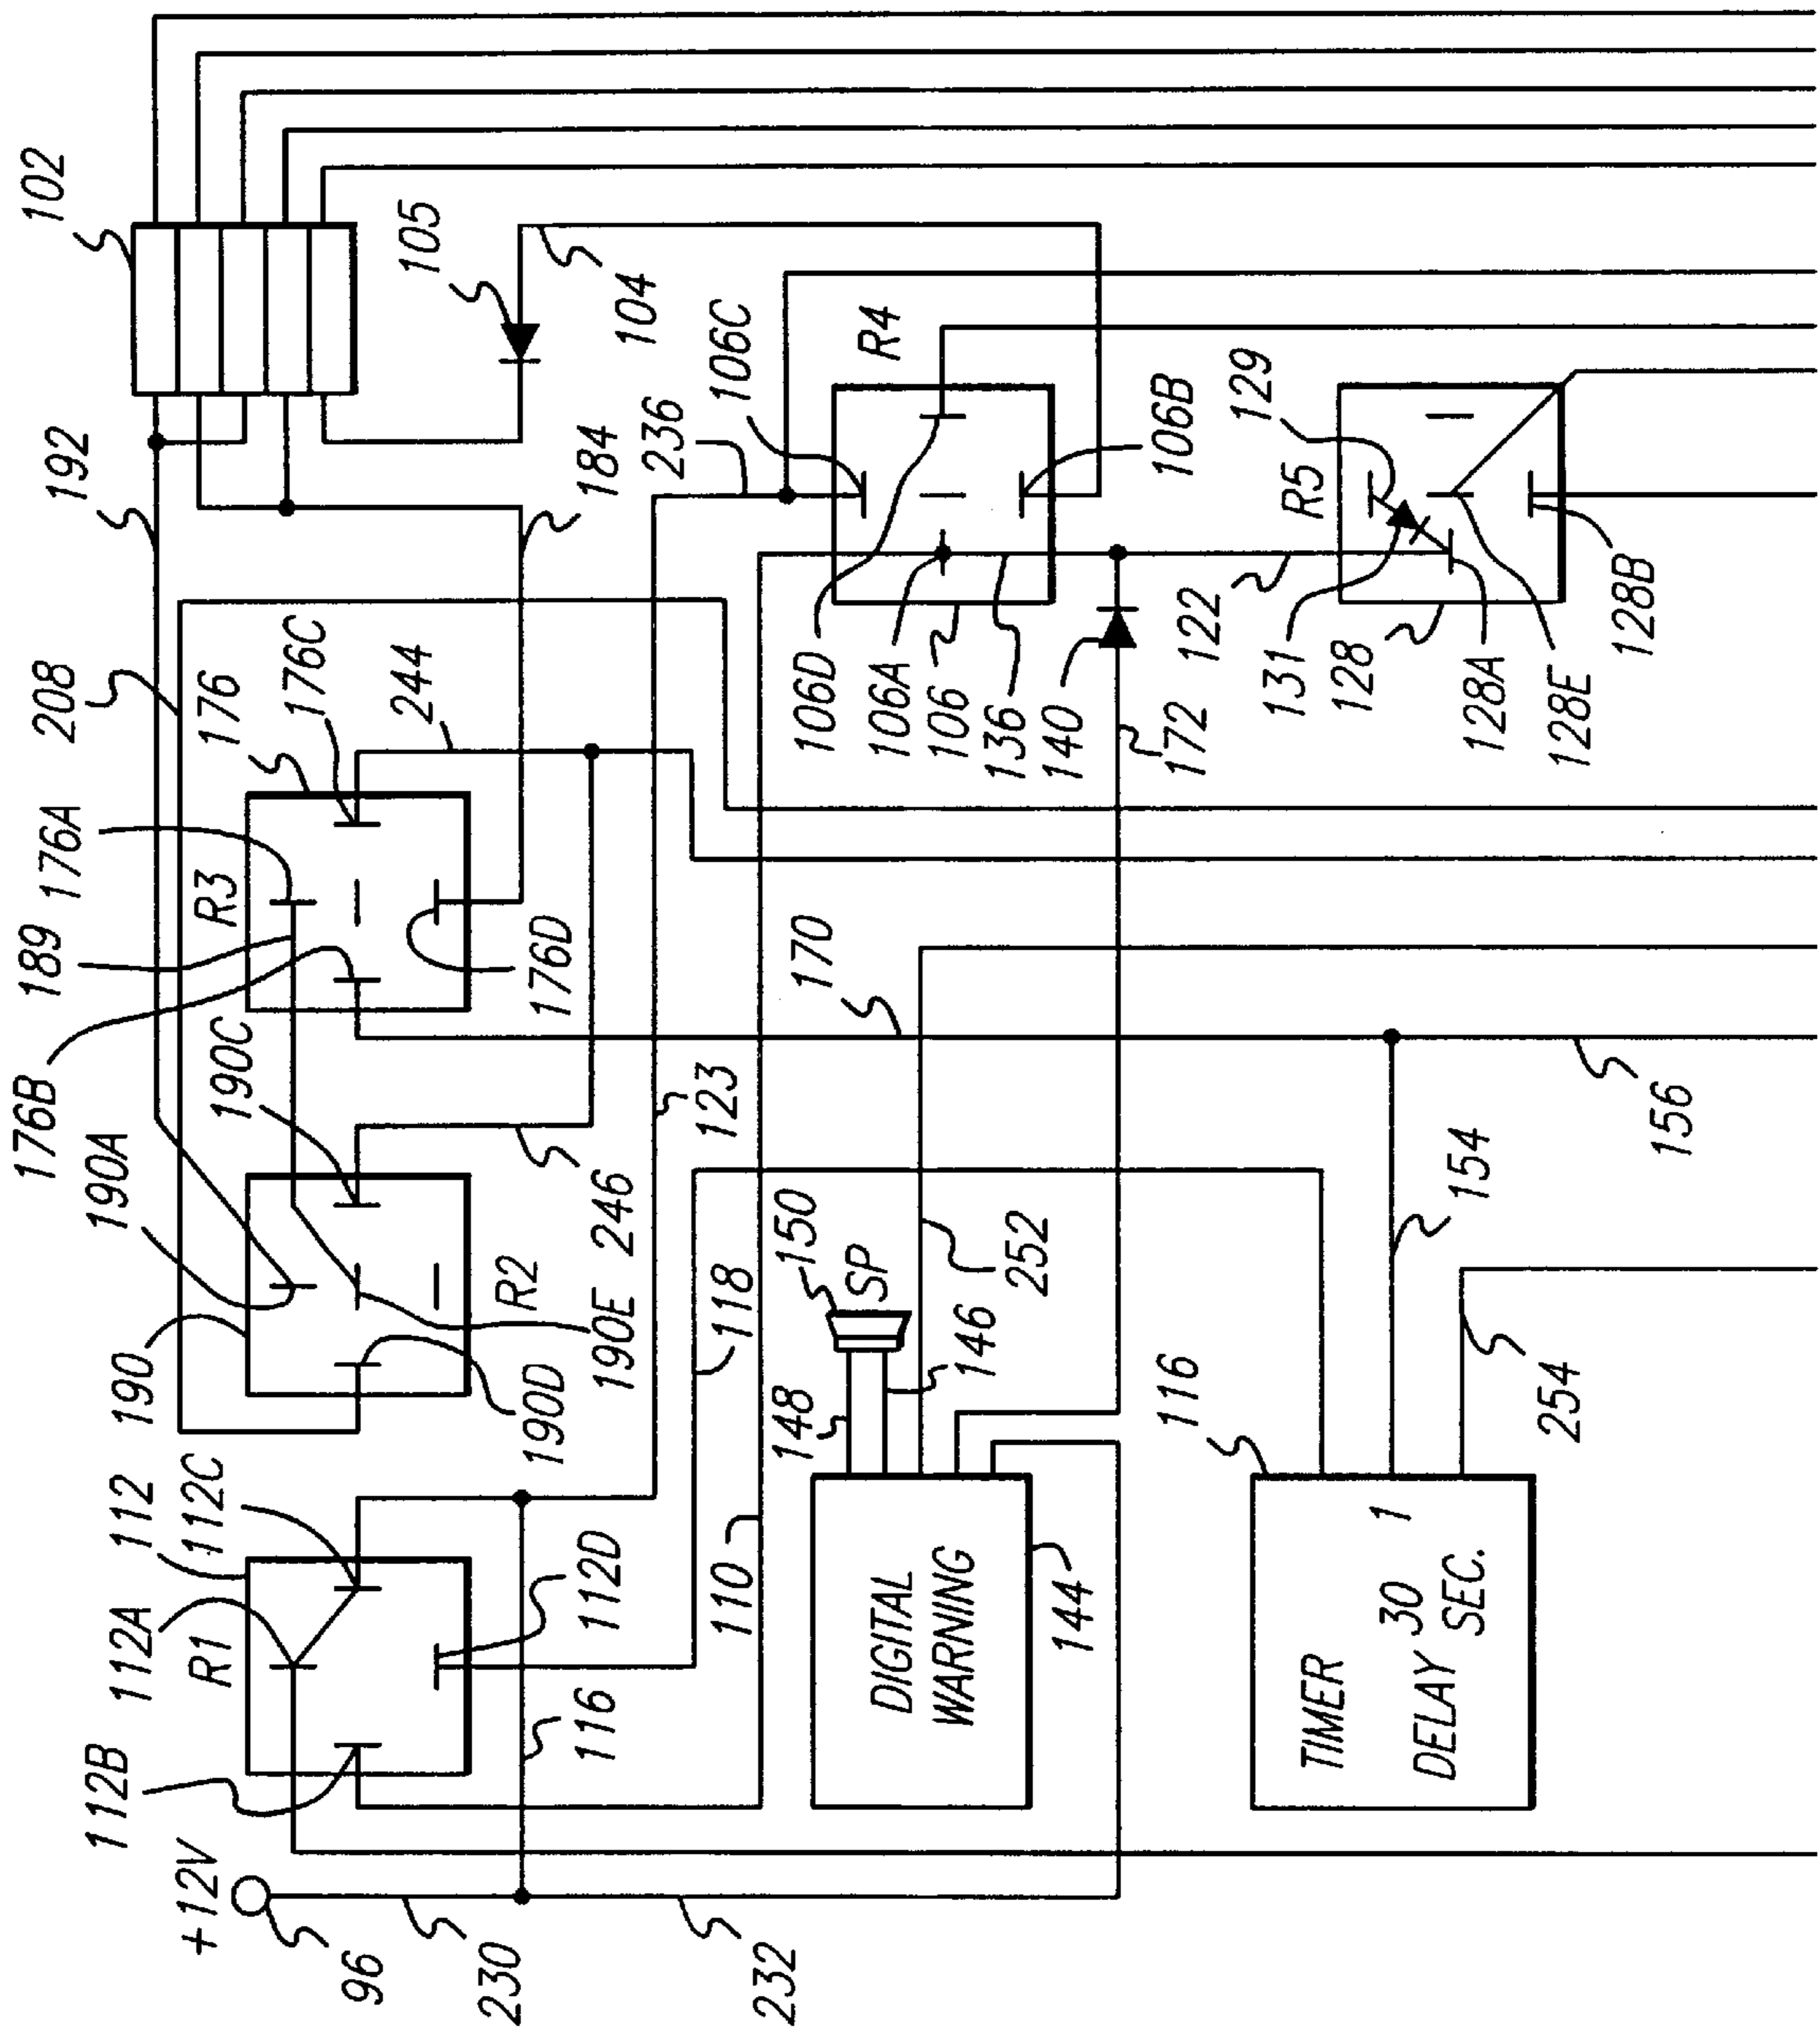 +12V
96
230
232
112B
112A
112
112C
R1
112D
116
118
110
190
190A
190C
190D
190E
R2
246
123
176B
189
176A
R3
176D
176
176C
244
208
192
184
102
105
104
236
106C
R4
106D
106A
106
106B
136
140
172
122
R5
129
131
128
128A
128E
128B
DIGITAL
WARNING
144
148
150
SP
146
252
170
116
TIMER
DELAY 30
SEC.
1
254
154
156